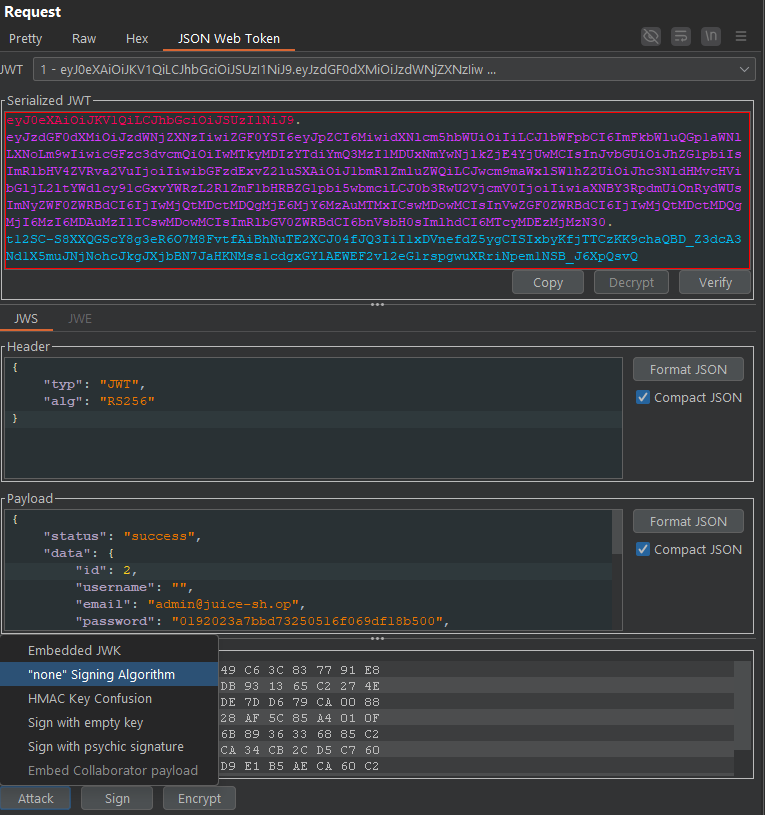 Request
Pretty Raw Hex JSON Web Token \n
JWT 1 - eyJ0eXAiOiJKV1QiLCJhbGciOiJSUzI1NiJ9.eyJzdGF0dXMiOiJzdWNjZXNzIiw ...
Serialized JWT
eyJ0eXAiOiJKV1QiLCJhbGciOiJSUzI1NiJ9.
eyJzdGF0dXMiOiJzdWNjZXNzIiwiZGF0YSI6eyJpZCI6MiwidXNlcm5hbWUiOiIiLCJlbWFpbCI6ImFkbWluQGp1aWNl
LXNoLm9wIiwicGFzc3dvcmQiOiIwMTkyMDIzYTdiYmQ3MzI1MDUxNmYwNjlkZjE4YjUwMCIsInJvbGUiOiJhZG1pbiIs
ImRlbHV4ZVRva2VuIjoiIiwibGFzdExvZ2luSXAiOiJ1bmRlZmluZWQiLCJwcm9maWxlSW1hZ2UiOiJhc3NldHMvcHVi
bGljL2ltYWdlcy91cGxvYWRzL2RlZmF1bHRBZG1pbi5wbmciLCJ0b3RwU2VjcmV0IjoiIiwiaXNBY3RpdmUiOnRydWUs
ImNyZWF0ZWRBdCI6IjIwMjQtMDctMDQgMjE6MjY6MzAuMTMxICswMDowMCIsInVwZGF0ZWRBdCI6IjIwMjQtMDctMDQg
MjI6MzI6MDAuMzI1ICswMDowMCIsImRlbGV0ZWRBdCI6bnVsbH0sImlhdCI6MTcyMDEzMjMzN30.
Copy Decrypt Verify
JWS JWE
Header
{
"typ": "JWT",
"alg": "RS256"
}
Format JSON
Compact JSON
Payload
{
"status": "success",
"data": {
"id": 2,
"username": "",
"email": "admin@juice-sh.op",
"password": "0192023a7bbd73250516f069df18b500",
Format JSON
Compact JSON
Embedded JWK
"none" Signing Algorithm
HMAC Key Confusion
Sign with empty key
Sign with psychic signature
Embed Collaborator payload
49 C6 3C 83 77 91 E8
DB 93 13 65 C2 27 4E
DE 7D D6 79 CA 00 88
28 AF 5C 85 A4 01 0F
6B 89 36 33 68 85 C2
CA 34 CB 2C D5 C7 60
D9 E1 B5 AE CA 60 C2
Attack Sign Encrypt